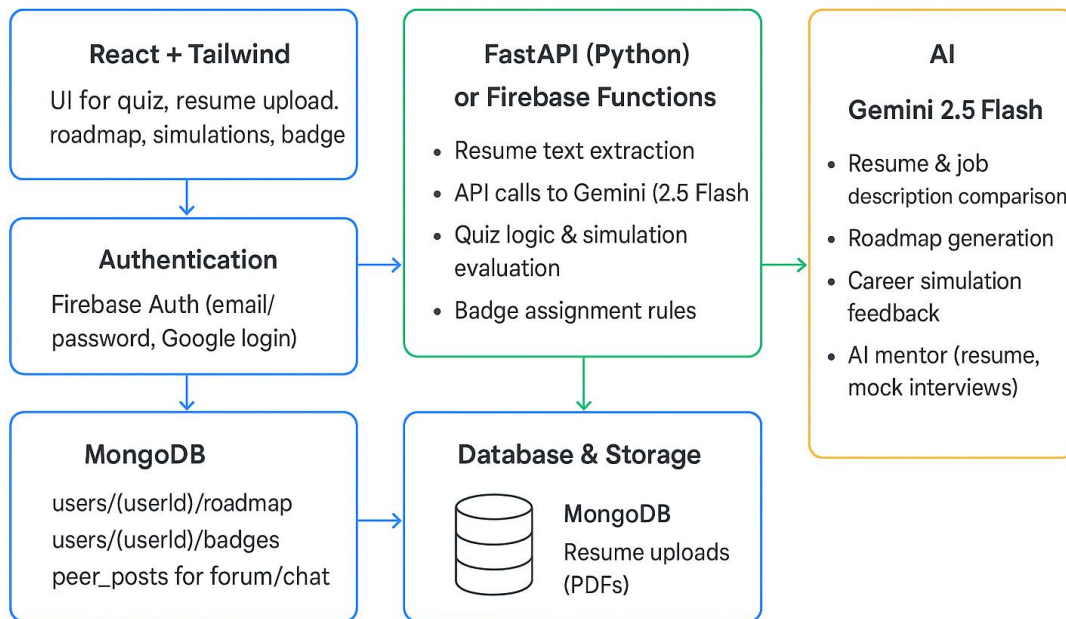 React + Tailwind
UI for quiz, resume upload.
roadmap, simulations, badge
Authentication
Firebase Auth (email/
password, Google login)
MongoDB
users/(userId)/roadmap
users/(userId)/badges
peer_posts for forum/chat
FastAPI (Python)
or Firebase Functions
• Resume text extraction
• API calls to Gemini (2.5 Flash
• Quiz logic & simulation
evaluation
• Badge assignment rules
Database & Storage
MongoDB
Resume uploads
(PDFs)
AI
Gemini 2.5 Flash
• Resume & job
description comparison
• Roadmap generation
• Career simulation
feedback
• AI mentor (resume,
mock interviews)